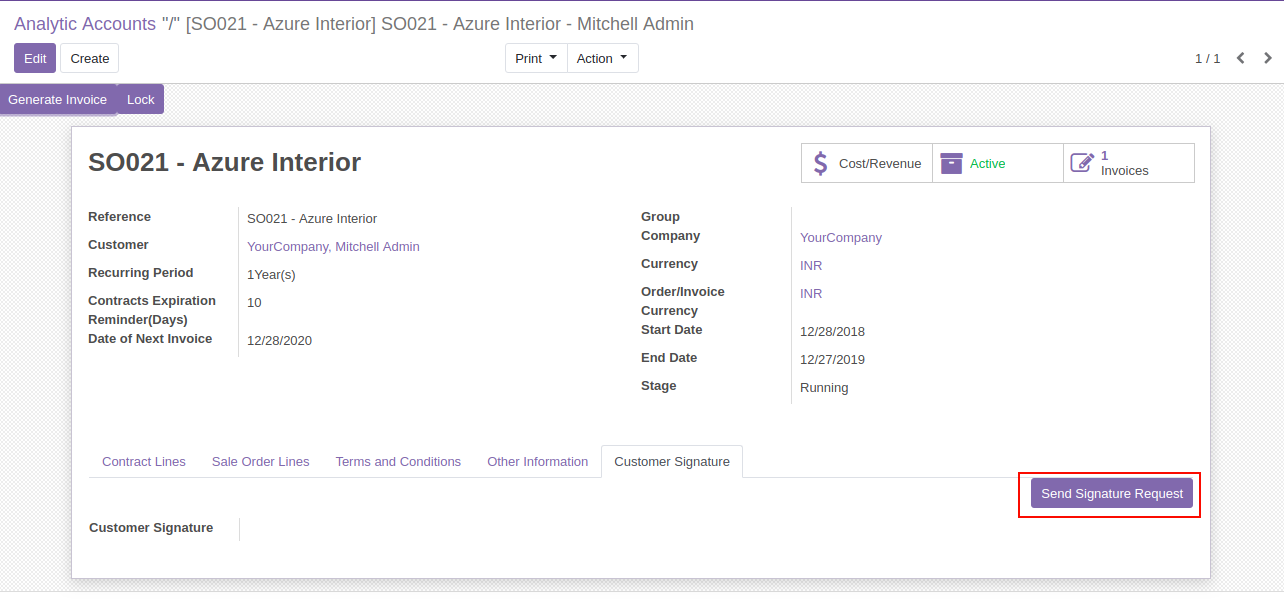 Analytic Accounts "/" [SO021 - Azure Interior] SO021 - Azure Interior - Mitchell Admin
Edit Create Print Action 1 / 1
Generate Invoice Lock
SO021 - Azure Interior
Cost/Revenue Active 1 Invoices
Reference SO021 - Azure Interior
Customer YourCompany, Mitchell Admin
Recurring Period 1Year(s)
Contracts Expiration 10
Reminder(Days)
Date of Next Invoice 12/28/2020
Group
Company YourCompany
Currency INR
Order/Invoice INR
Currency
Start Date 12/28/2018
End Date 12/27/2019
Stage Running
Contract Lines Sale Order Lines Terms and Conditions Other Information Customer Signature
Send Signature Request
Customer Signature